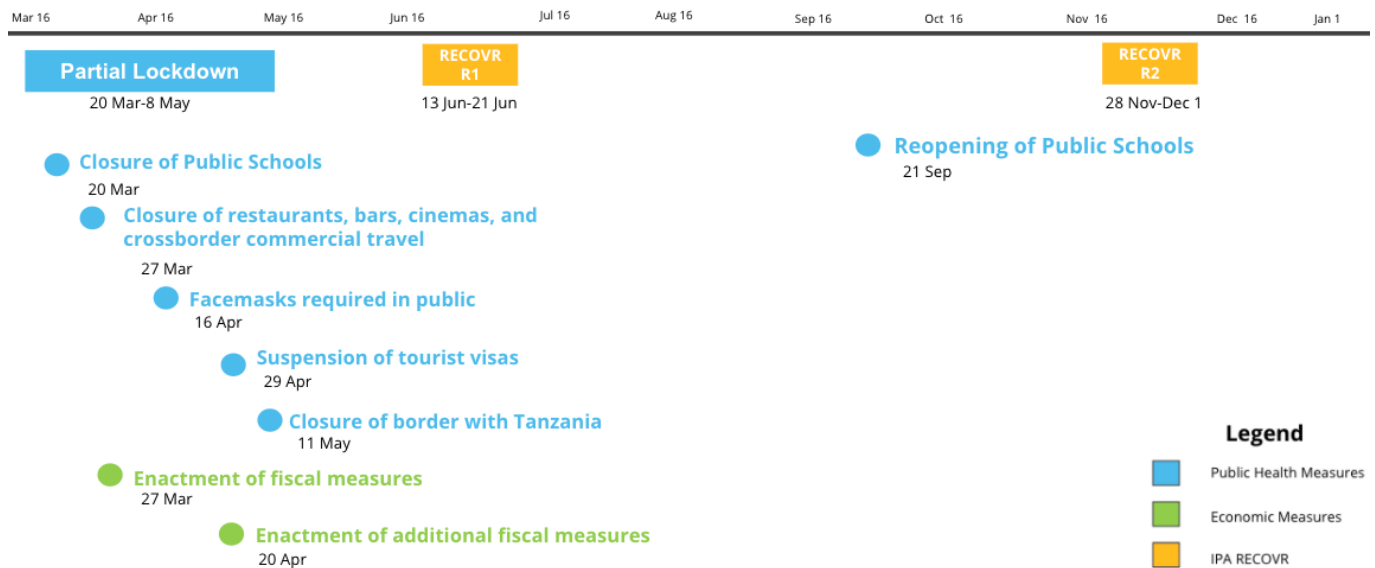 Mar 16 Apr 16 May 16 Jun 16 Jul 16 Aug 16 Sep 16 Oct 16 Nov 16 Dec 16 Jan 1
Partial Lockdown
20 Mar-8 May
RECOVR
R1
13 Jun-21 Jun
RECOVR
R2
28 Nov-Dec 1
Closure of Public Schools
20 Mar
Reopening of Public Schools
21 Sep
Closure of restaurants, bars, cinemas, and
crossborder commercial travel
27 Mar
Facemasks required in public
16 Apr
Suspension of tourist visas
29 Apr
Closure of border with Tanzania
11 May
Enactment of fiscal measures
27 Mar
Enactment of additional fiscal measures
20 Apr
Legend
Public Health Measures
Economic Measures
IPA RECOVR